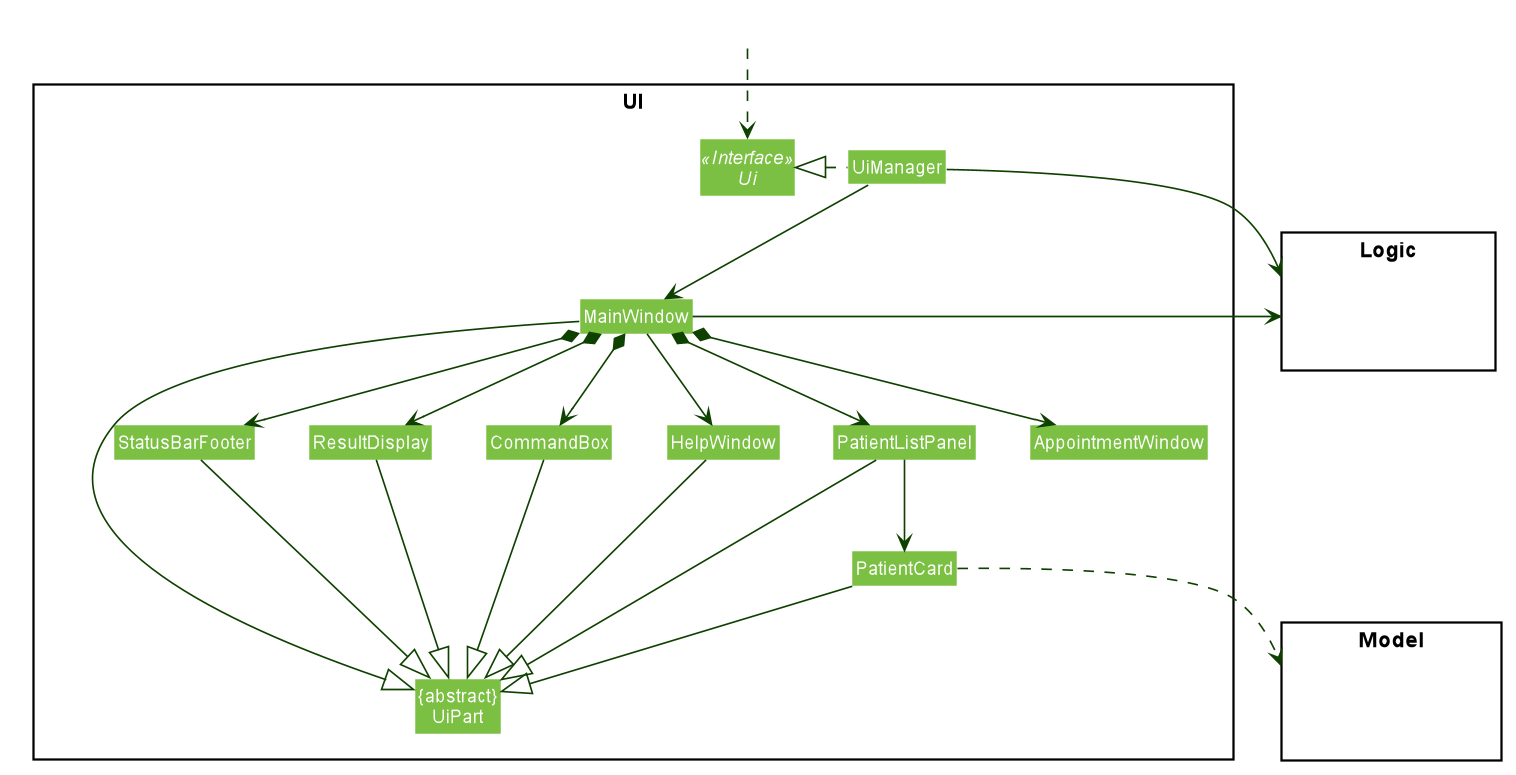 UI
«Interface»
Ui
UiManager
Logic
MainWindow
StatusBarFooter
ResultDisplay
CommandBox
HelpWindow
PatientListPanel
AppointmentWindow
PatientCard
Model
{abstract}
UiPart